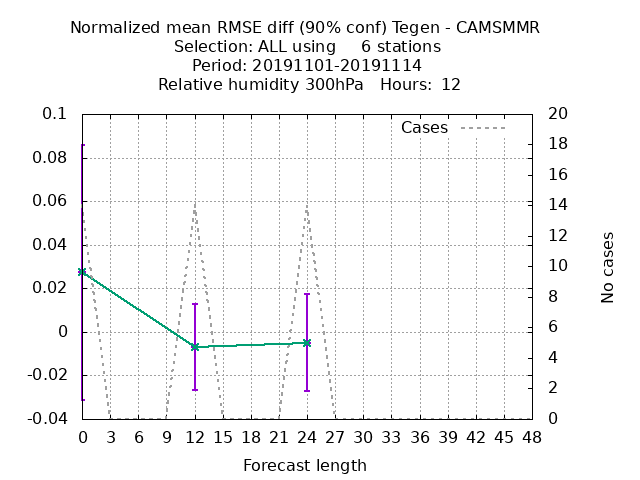 Normalized mean RMSE diff (90% conf) Tegen - CAMSMMR
Selection: ALL using     6 stations
Period: 20191101-20191114
Relative humidity 300hPa   Hours:  12
Cases
0.1
0.08
0.06
0.04
0.02
0
-0.02
-0.04
20
18
16
14
12
10
8
6
4
2
0
No cases
0 3 6 9 12 15 18 21 24 27 30 33 36 39 42 45 48
Forecast length